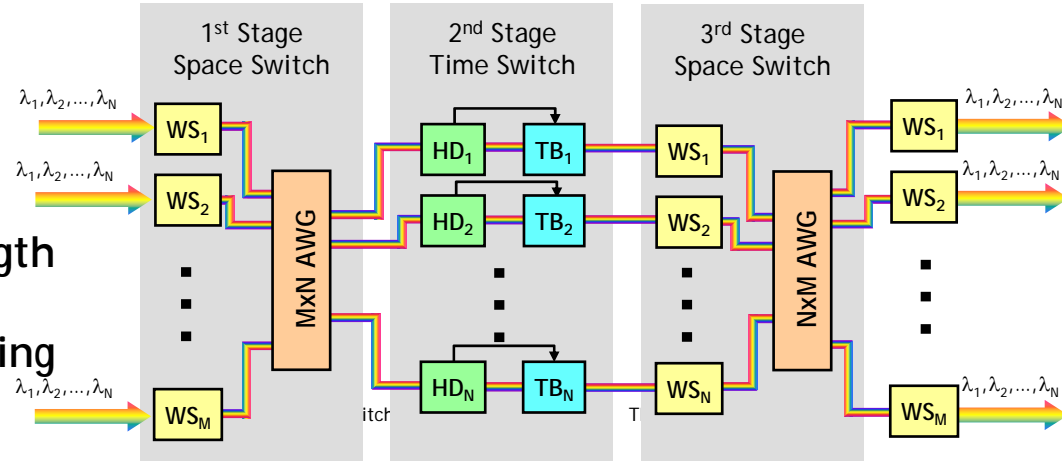 1st Stage
Space Switch
2nd Stage
Time Switch
3rd Stage
Space Switch
λ1,λ2,...,λN
WS1
HD1
TB1
WS1
WS1
λ1,λ2,...,λN
λ1,λ2,...,λN
WS2
HD2
TB2
WS2
WS2
λ1,λ2,...,λN
gth
MxN AWG
NxM AWG
ing
λ1,λ2,...,λN
WSM
HDN
TBN
WSN
WSM
λ1,λ2,...,λN
itch
T